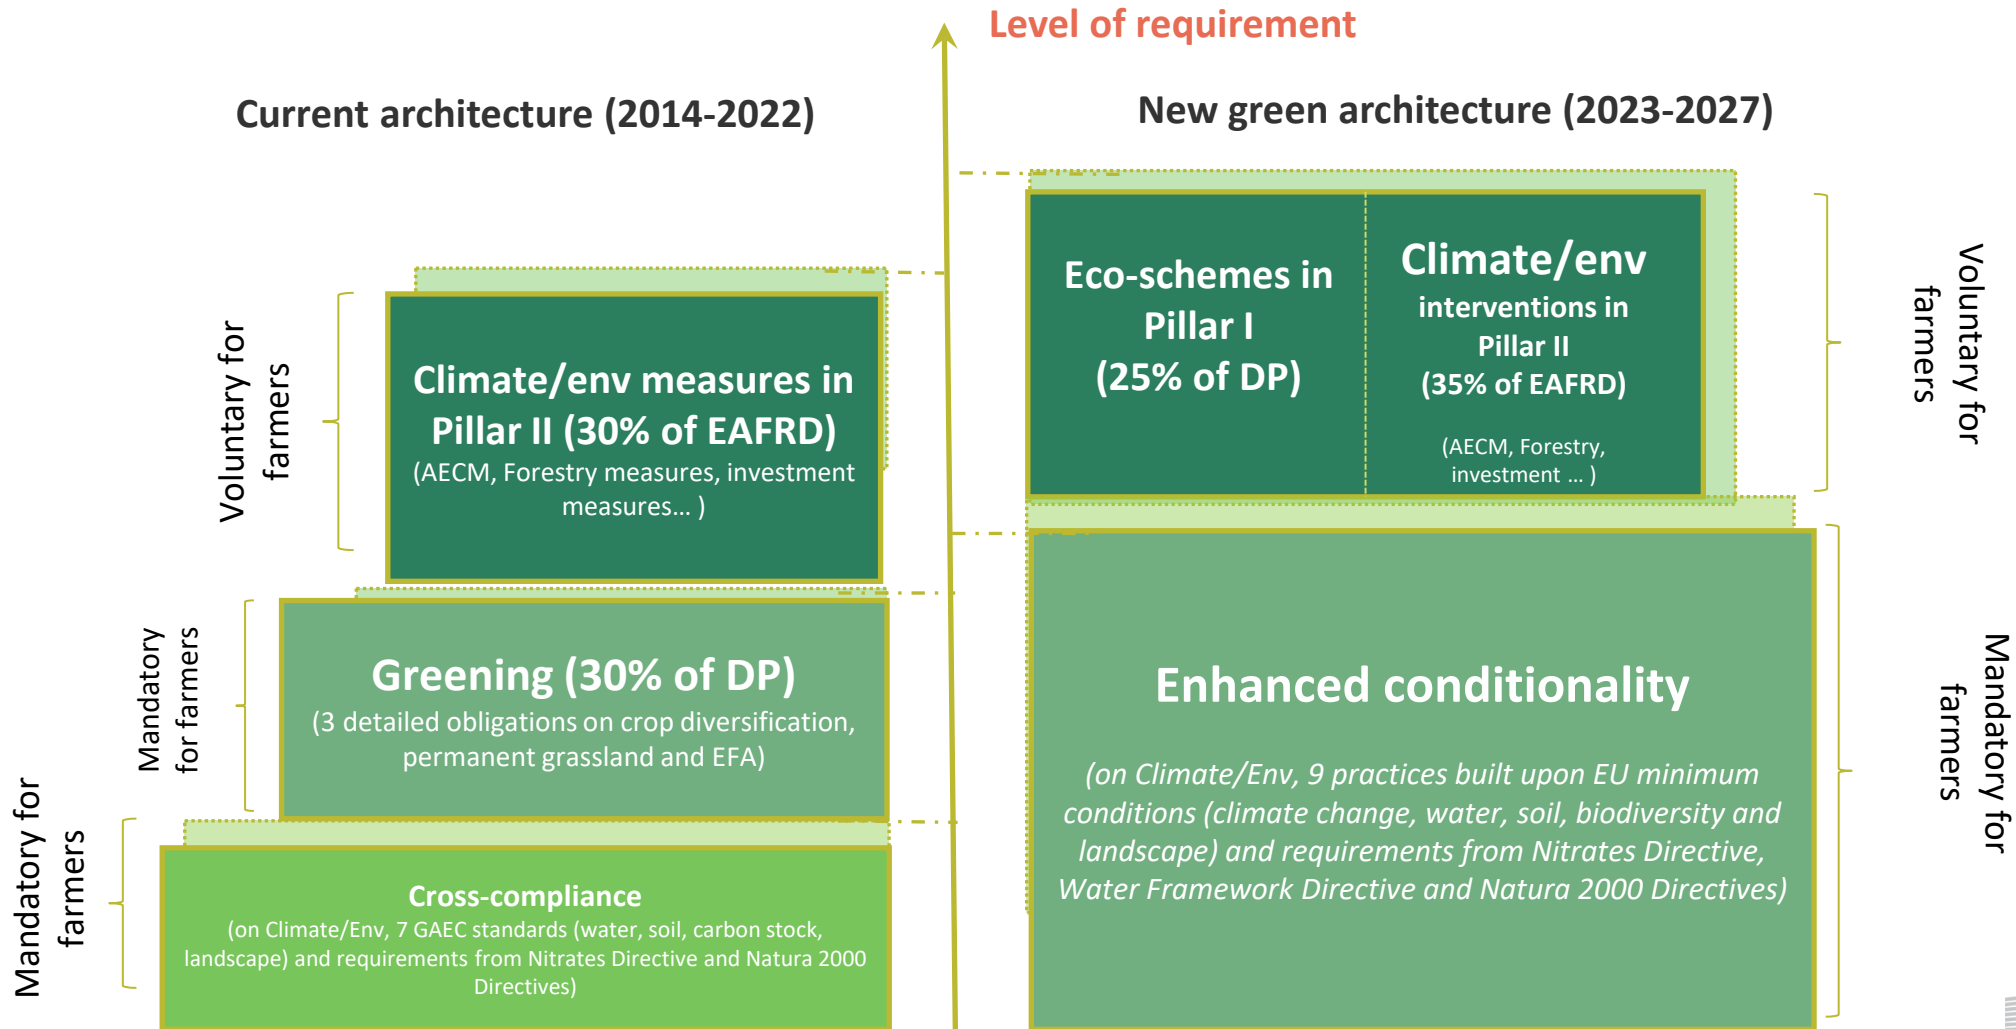 Level of requirement
Current architecture (2014-2022)
New green architecture (2023-2027)
Voluntary for
farmers
Climate/env measures in
Pillar II (30% of EAFRD)
(AECM, Forestry measures, investment
measures... )
Mandatory
for farmers
Greening (30% of DP)
(3 detailed obligations on crop diversification,
permanent grassland and EFA)
Mandatory for
farmers
Cross-compliance
(on Climate/Env, 7 GAEC standards (water, soil, carbon stock,
landscape) and requirements from Nitrates Directive and Natura 2000
Directives)
Eco-schemes in
Pillar I
(25% of DP)
Climate/env
interventions in
Pillar II
(35% of EAFRD)
(AECM, Forestry,
investment ... )
Voluntary for
farmers
Enhanced conditionality
(on Climate/Env, 9 practices built upon EU minimum
conditions (climate change, water, soil, biodiversity and
landscape) and requirements from Nitrates Directive,
Water Framework Directive and Natura 2000 Directives)
Mandatory for
farmers